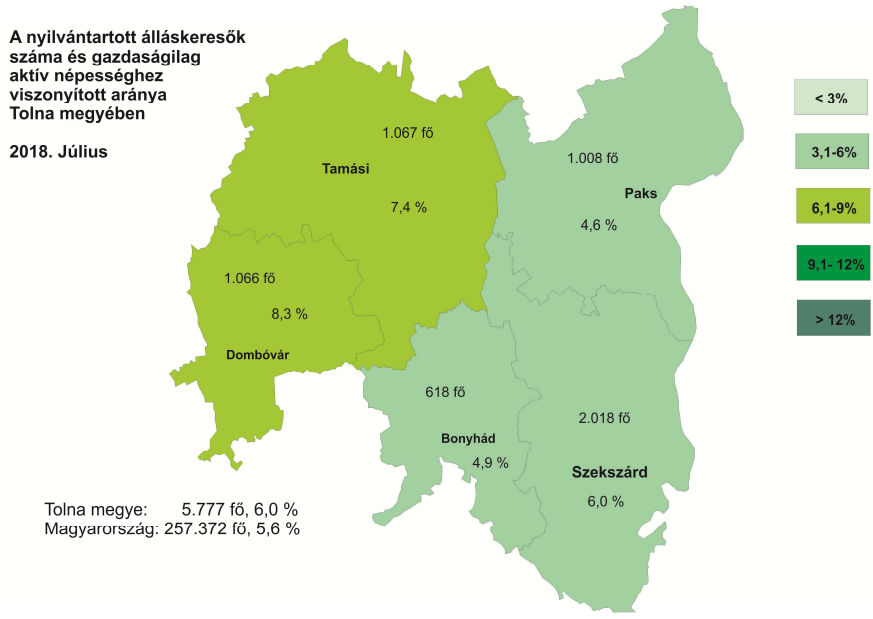 A nyilvántartott álláskeresők
száma és gazdaságilag
aktív népességhez
viszonyított aránya
Tolna megyében
2018. Július
1.067 fő
Tamási
7,4 %
1.008 fő
Paks
4,6 %
1.066 fő
8,3 %
Dombóvár
618 fő
Bonyhád
4,9 %
2.018 fő
Szekszárd
6,0 %
< 3%
3,1-6%
6,1-9%
9,1- 12%
> 12%
Tolna megye: 5.777 fő, 6,0 %
Magyarország: 257.372 fő, 5,6 %